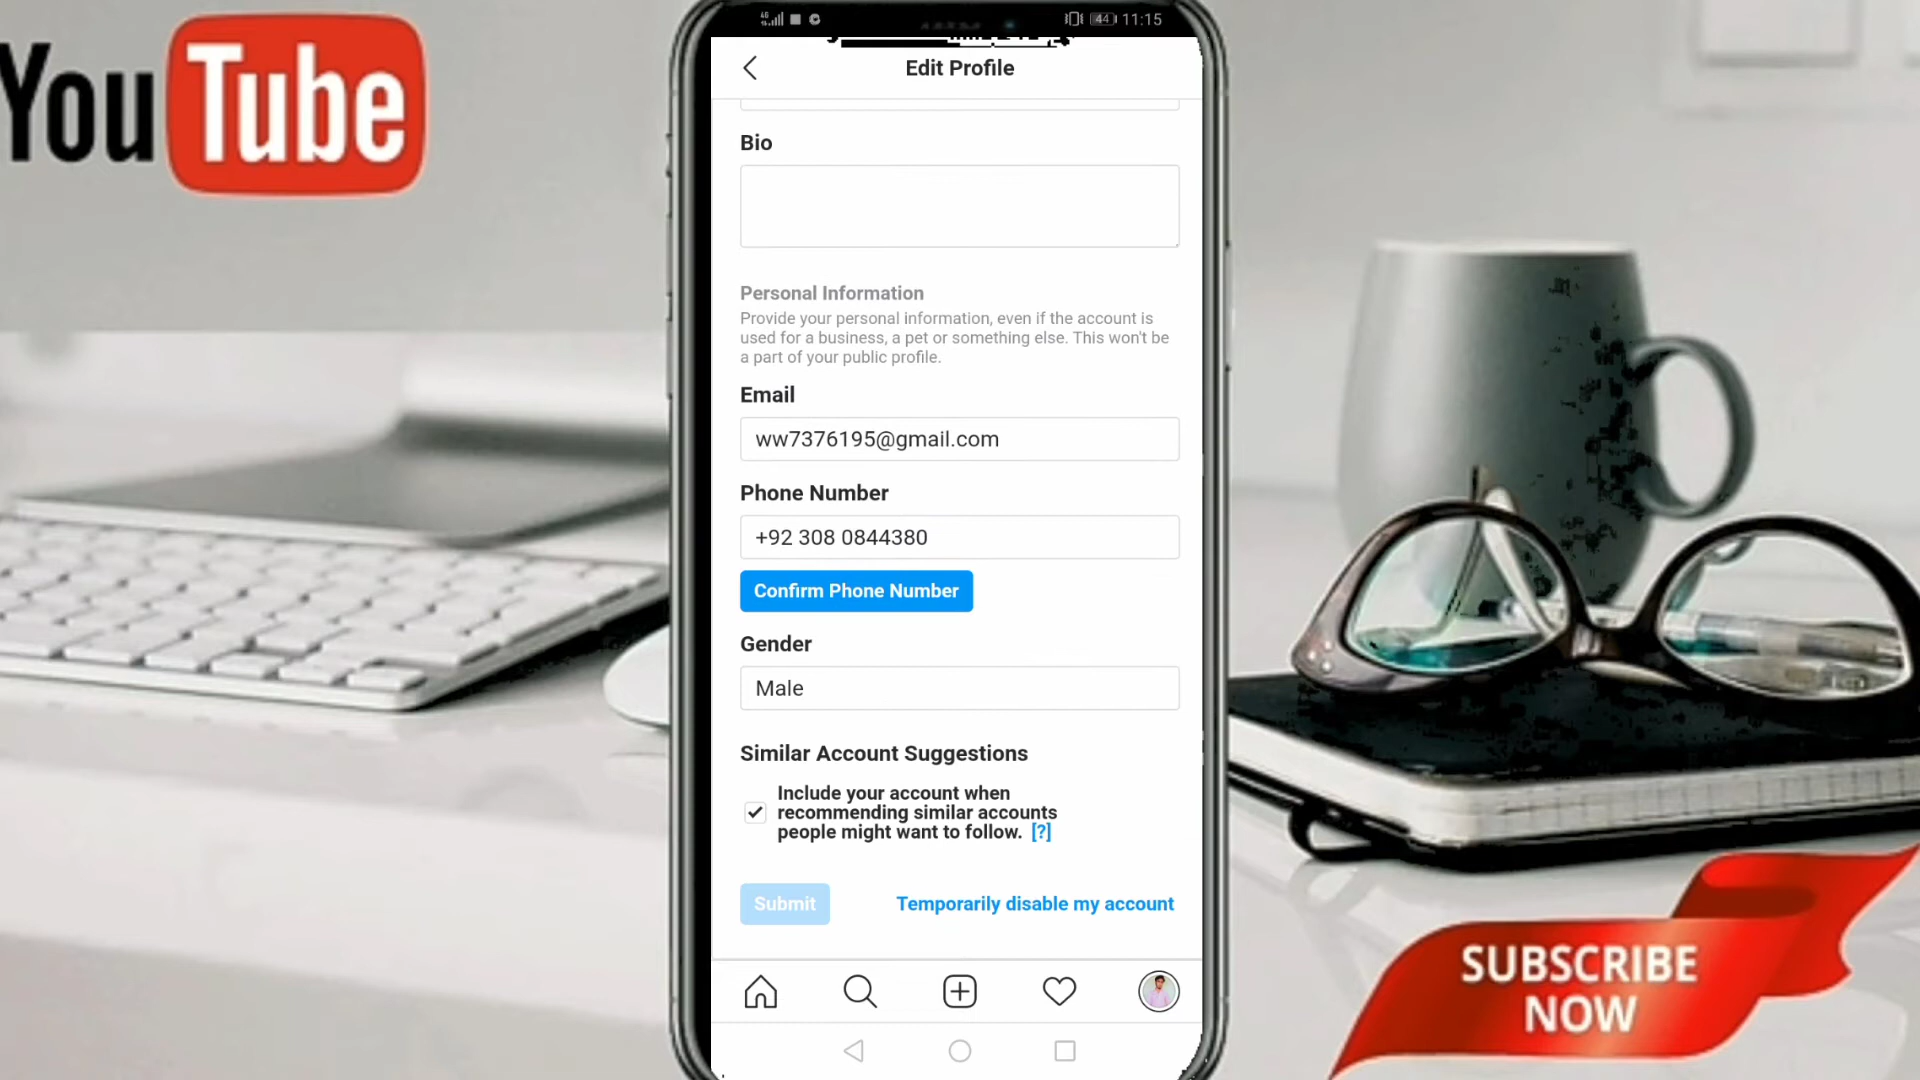 YouTube
4G
44
11:15
Edit Profile
Bio
Personal Information
Provide your personal information, even if the account is
used for a business, a pet or something else. This won't be
a part of your public profile.
Email
ww7376195@gmail.com
Phone Number
+92 308 0844380
Confirm Phone Number
Gender
Male
Similar Account Suggestions
Include your account when
recommending similar accounts
people might want to follow. [?]
Submit
Temporarily disable my account
SUBSCRIBE
NOW